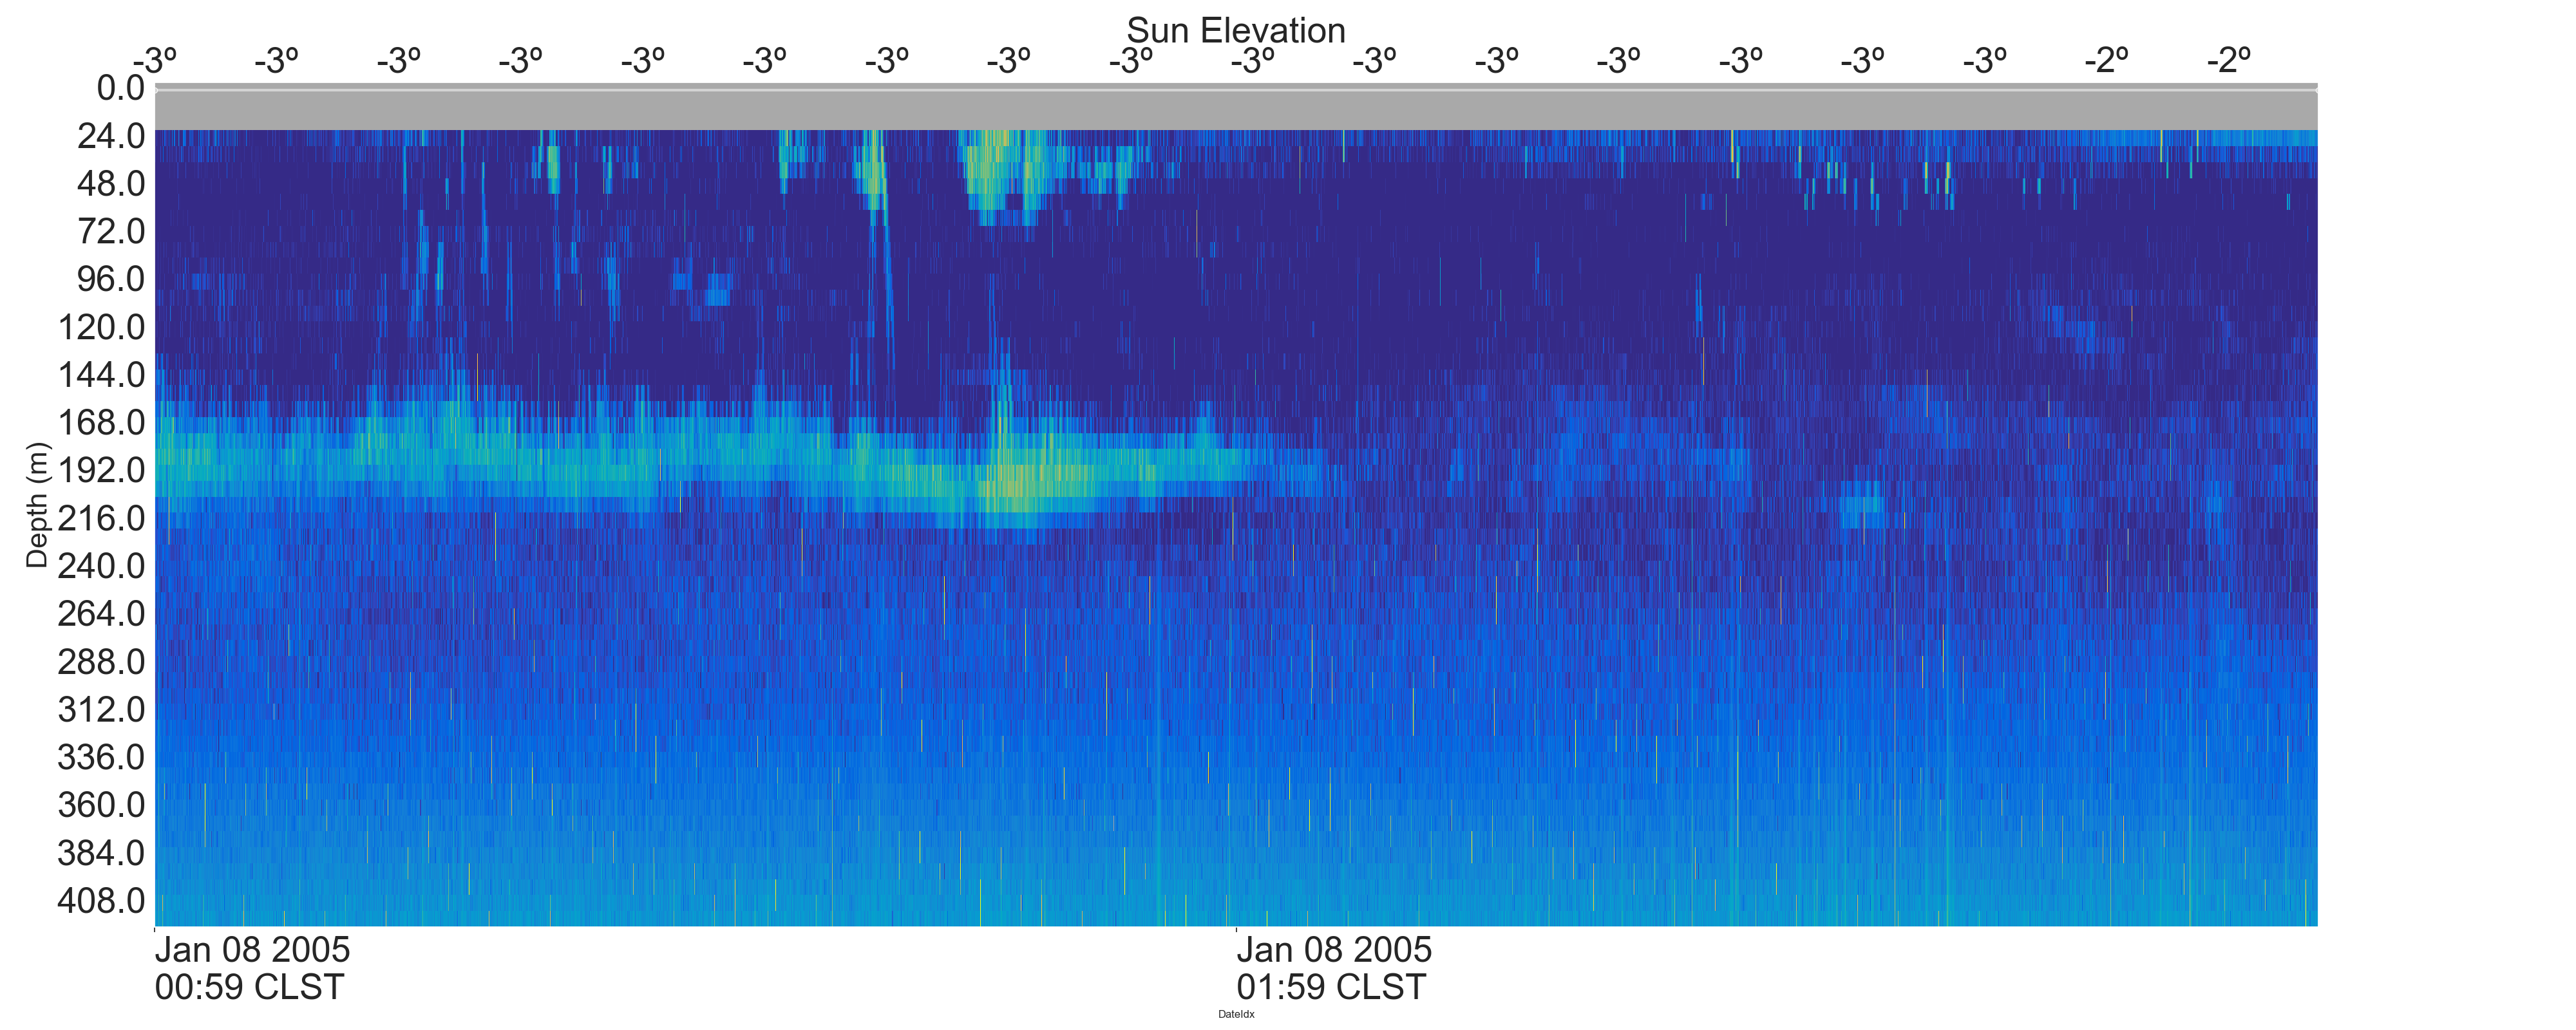 Sun Elevation
-3º -3º -3º -3º -3º -3º -3º -3º -3º -3º -3º -3º -3º -3º -3º -3º -2º -2º
0.0
24.0
48.0
72.0
96.0
120.0
144.0
168.0
192.0
216.0
240.0
264.0
288.0
312.0
336.0
360.0
384.0
408.0
Depth (m)
Jan 08 2005
00:59 CLST
Jan 08 2005
01:59 CLST
DateIdx